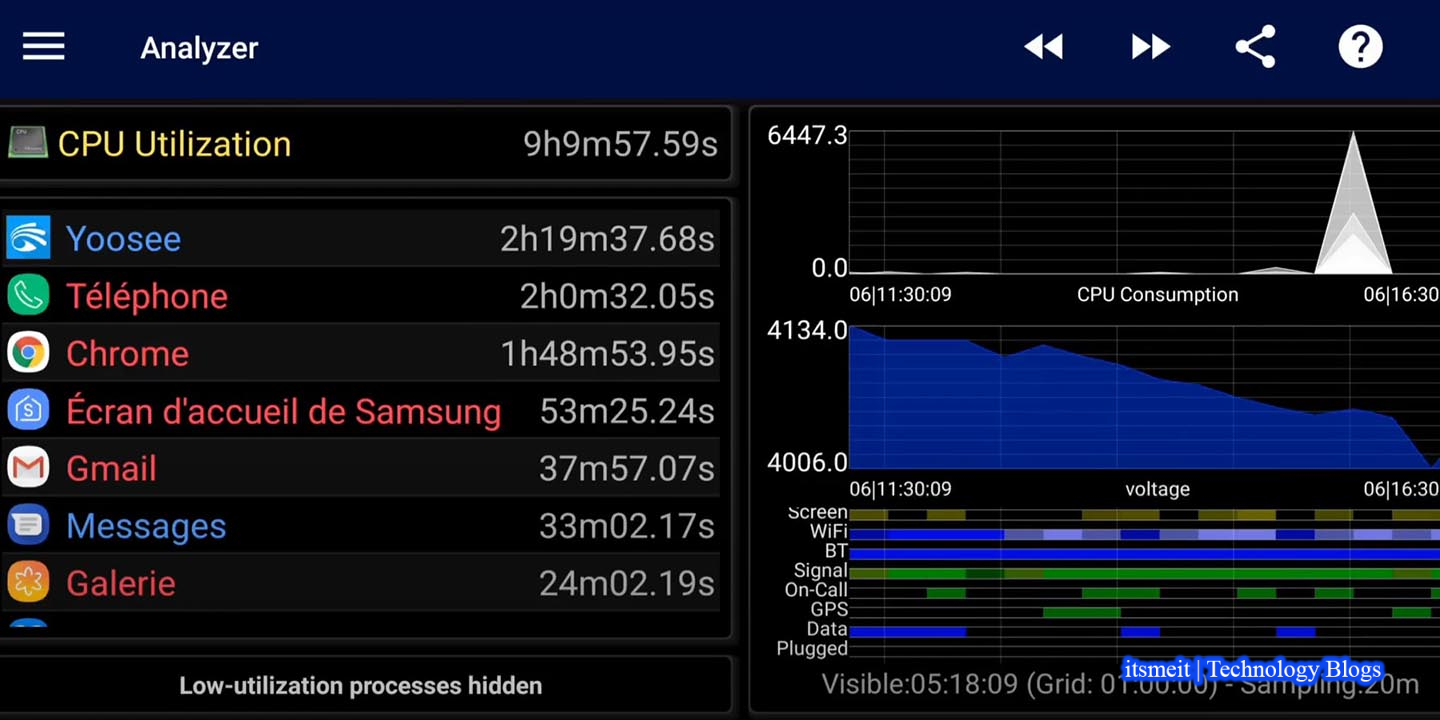 Analyzer
CPU Utilization 9h9m57.59s
Yoosee 2h19m37.68s
Téléphone 2h0m32.05s
Chrome 1h48m53.95s
Écran d'accueil de Samsung 53m25.24s
Gmail 37m57.07s
Messages 33m02.17s
Galerie 24m02.19s
Low-utilization processes hidden
6447.3
0.0
06|11:30:09 CPU Consumption 06|16:30
4134.0
4006.0
06|11:30:09 voltage 06|16:30
Screen
WiFi
BT
Signal
On-Call
GPS
Data
Plugged
itsmeit | Technology Blogs
Visible:05:18:09 (Grid: 01:00:00) - Sampling:20m